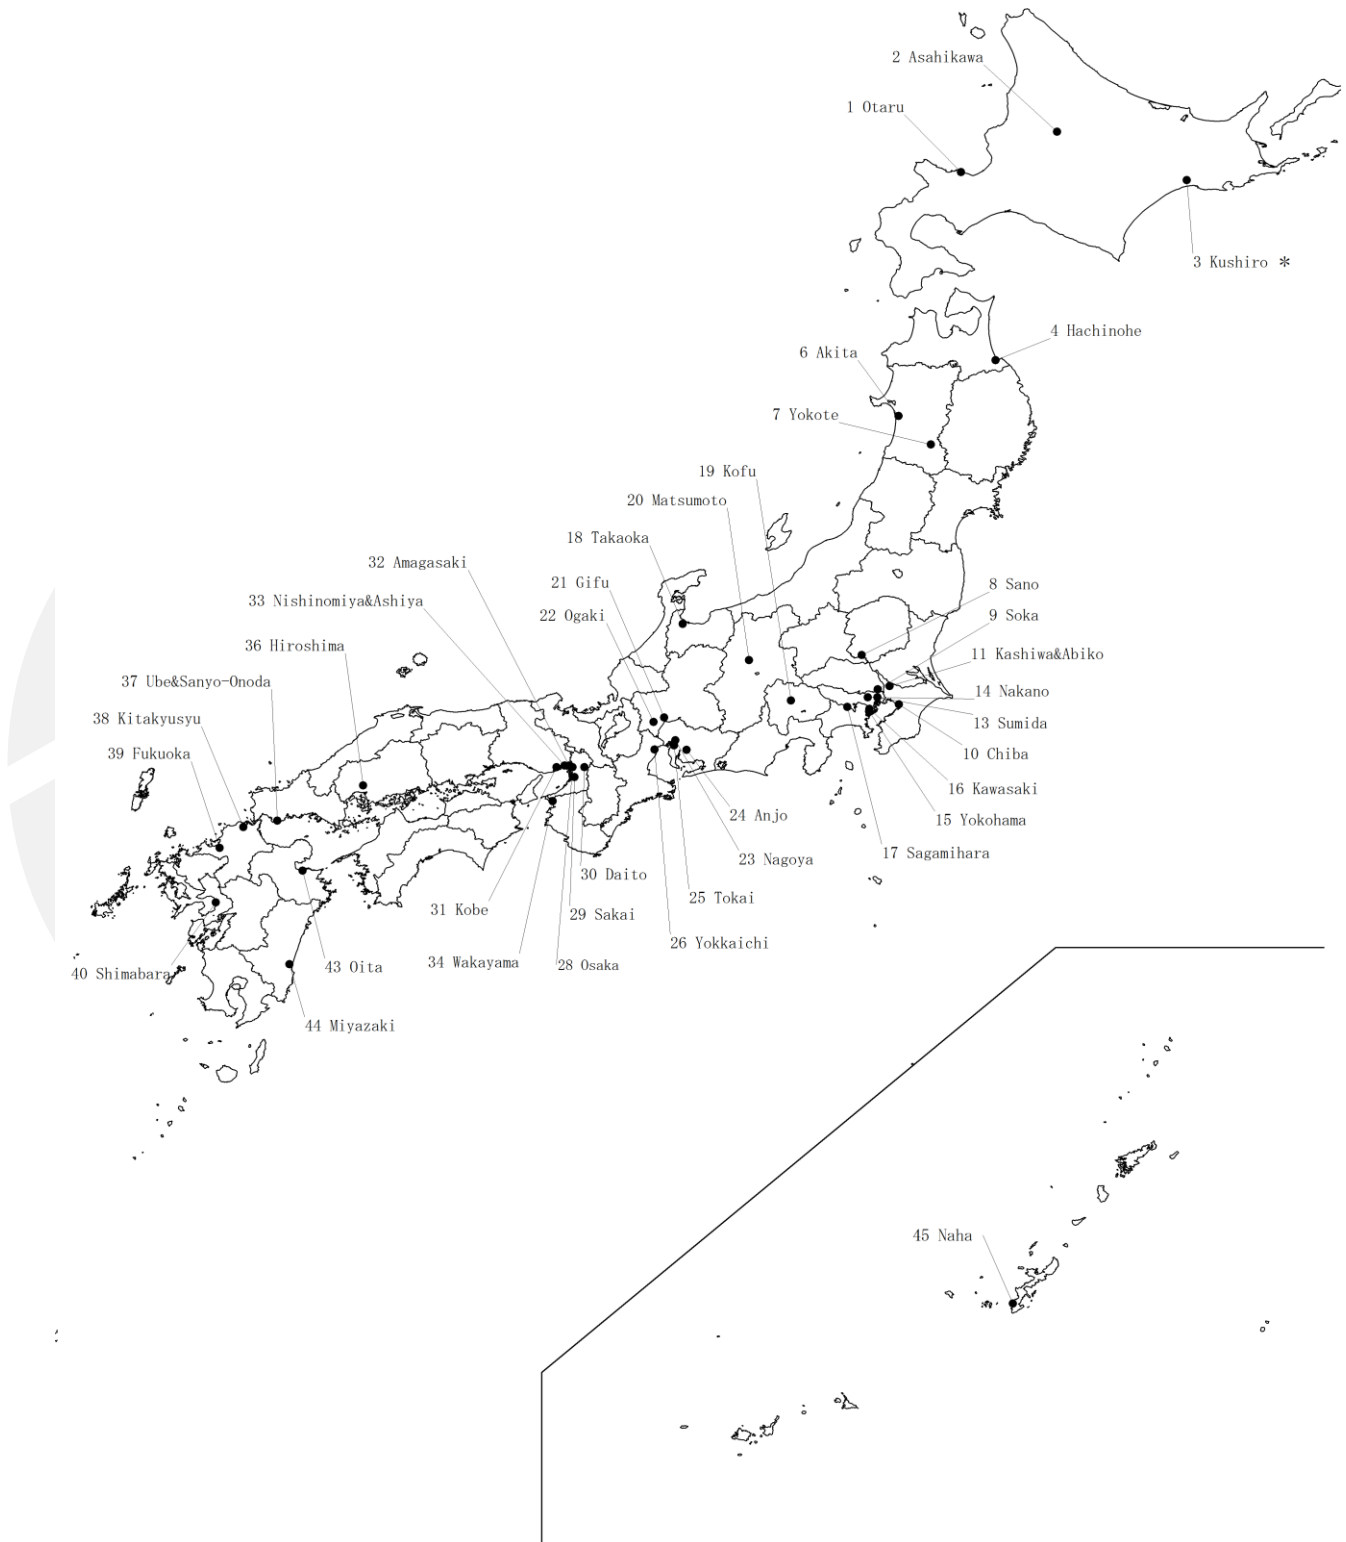 2 Asahikawa
1 Otaru
3 Kushiro *
4 Hachinohe
6 Akita
7 Yokote
19 Kofu
20 Matsumoto
18 Takaoka
32 Amagasaki
21 Gifu
33 Nishinomiya&Ashiya
22 Ogaki
36 Hiroshima
37 Ube&Sanyo-Onoda
38 Kitakyusyu
39 Fukuoka
8 Sano
9 Soka
11 Kashiwa&Abiko
14 Nakano
13 Sumida
10 Chiba
16 Kawasaki
15 Yokohama
17 Sagamihara
24 Anjo
23 Nagoya
25 Tokai
26 Yokkaichi
30 Daito
29 Sakai
31 Kobe
28 Osaka
34 Wakayama
40 Shimabara
43 Oita
44 Miyazaki
45 Naha